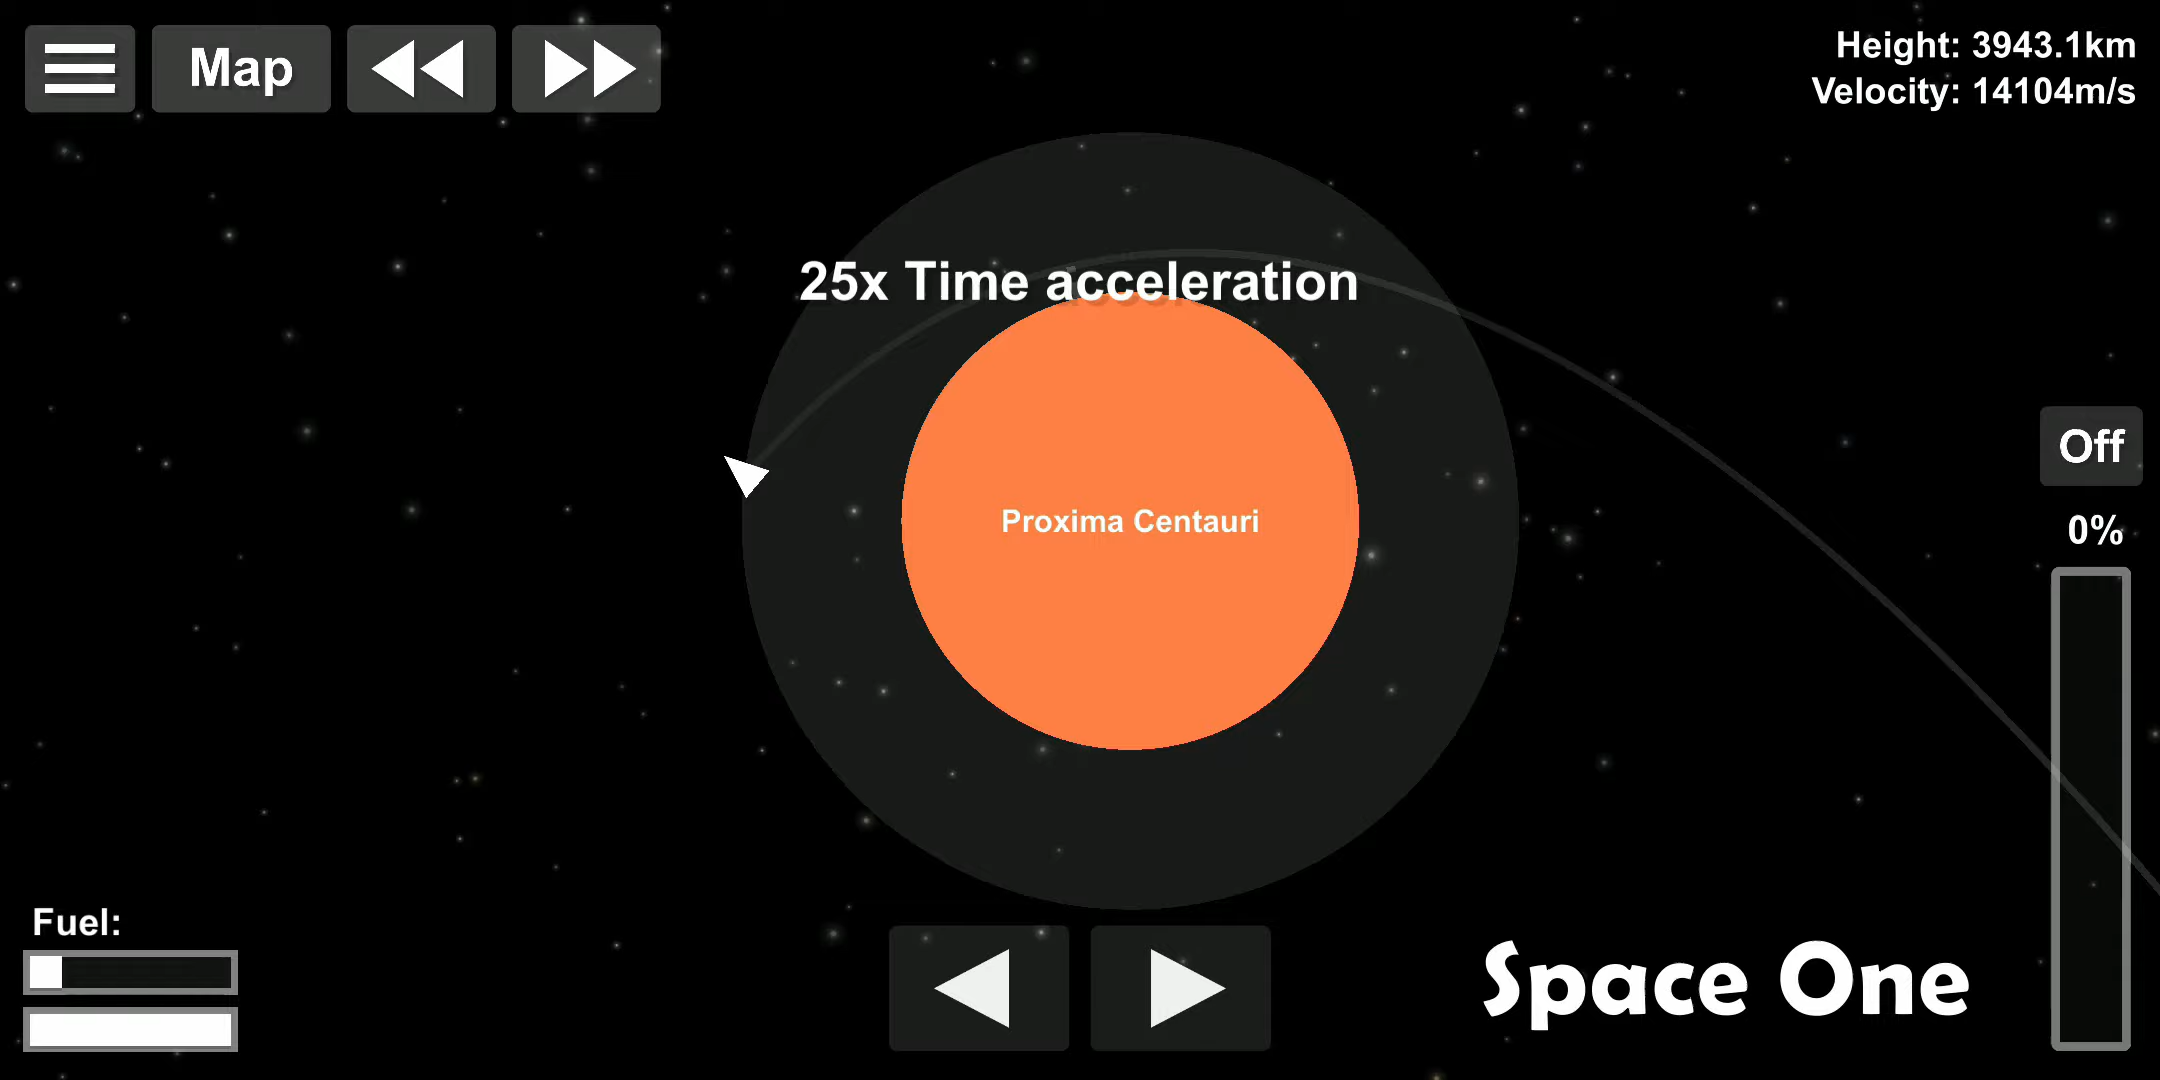 Map
Height: 3943.1km
Velocity: 14104m/s
25x Time acceleration
Off
Proxima Centauri
0%
Fuel:
Space One